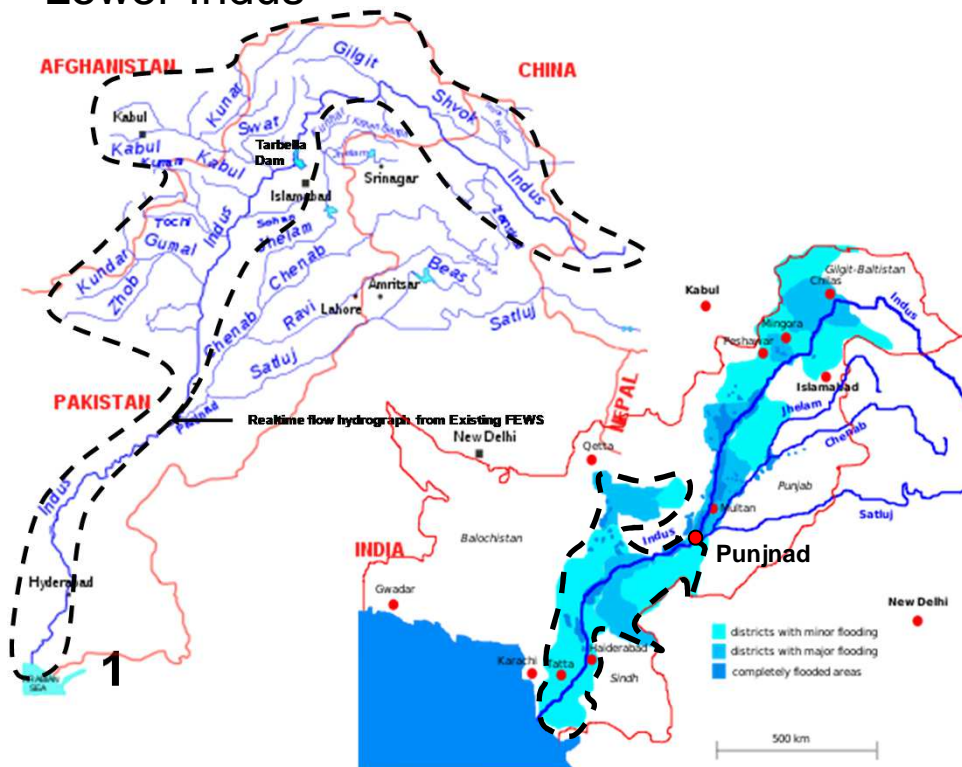 Lower Indus
AFGHANISTAN
CHINA
Gilgit
Kunar
Shyok
Kabul
Swat
Kabul
Kabul
Tarbella
Dam
Srinagar
Indus
Islamabad
Zanskar
Tochi
Indus
Sohan
Jhelam
Gumal
Kundar
Zhob
Chenab
Beas
Amritsar
Lahore
Ravi
Chenab
Satluj
Satluj
PAKISTAN
Panjnad
Realtime flow hydrograph from Existing FEWS
New Delhi
NEPAL
Indus
INDIA
Hyderabad
ARABIAN
SEA
1
Gilgit-Baltistan
Chilas
Kabul
Indus
Mingora
Peshawar
Islamabad
Jhelam
Chenab
Qetta
Punjab
Satluj
Multan
Balochistan
Indus
Punjnad
Gwadar
New Delhi
districts with minor flooding
districts with major flooding
completely flooded areas
Karachi
Tatta
Haiderabad
Sindh
500 km